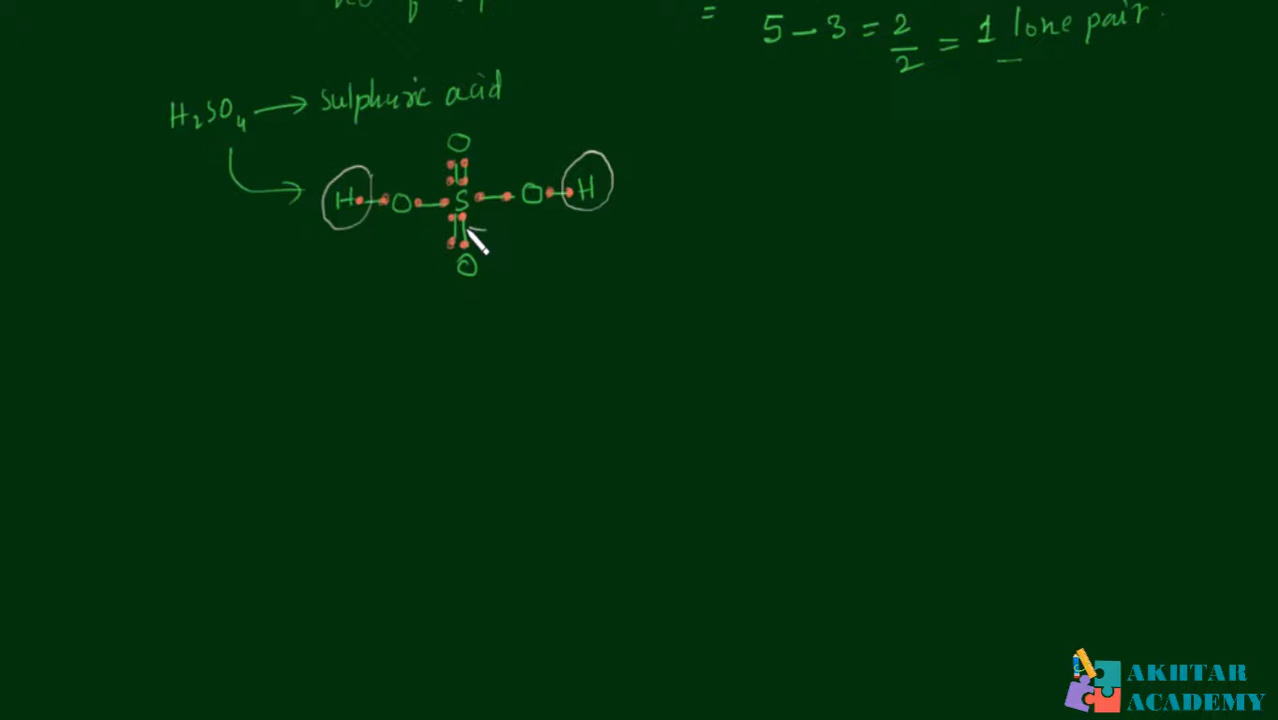 =
5 - 3 = 2/2 = 1 lone pair.
H₂SO₄ → sulphuric acid
O
H - O - S - O - H
O
AKHTAR
ACADEMY